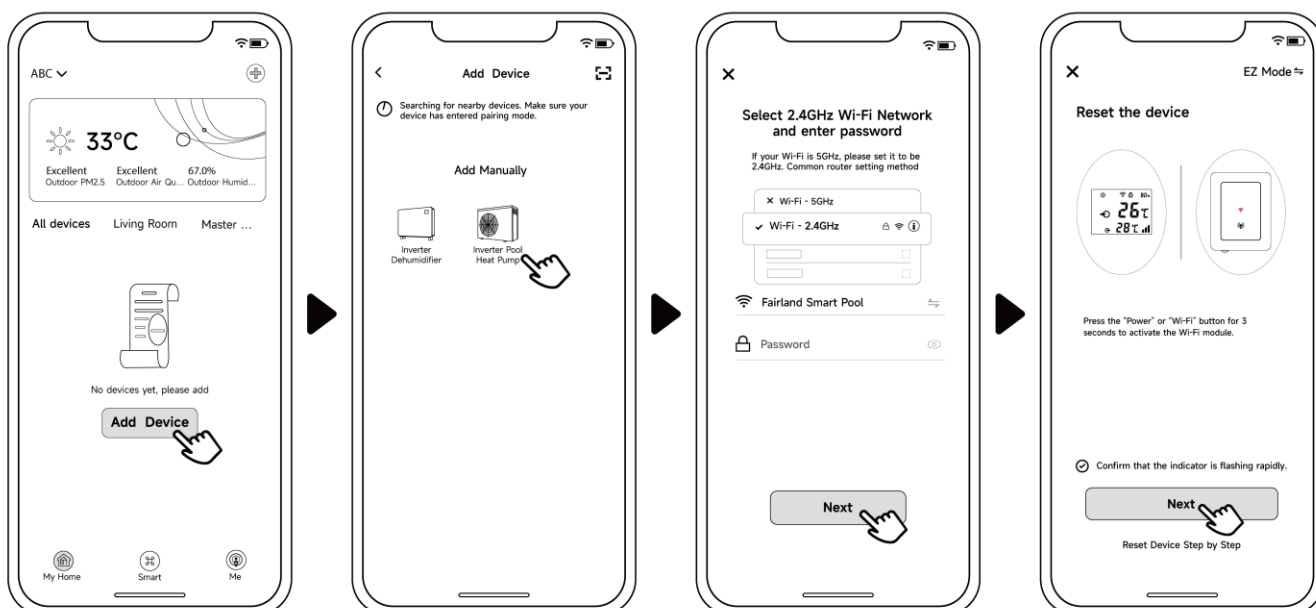 ABC
33°C
Excellent Excellent 67.0%
Outdoor PM2.5 Outdoor Air Qu... Outdoor Humid...
All devices Living Room Master ...
No devices yet, please add
Add Device
My Home Smart Me
Add Device
Searching for nearby devices. Make sure your
device has entered pairing mode.
Add Manually
Inverter
Dehumidifier
Inverter Pool
Heat Pump
Select 2.4GHz Wi-Fi Network
and enter password
If your Wi-Fi is 5GHz, please set it to be
2.4GHz. Common router setting method
Wi-Fi - 5GHz
Wi-Fi - 2.4GHz
Fairland Smart Pool
Password
Next
EZ Mode
Reset the device
80%
26℃
28℃
Press the "Power" or "Wi-Fi" button for 3
seconds to activate the Wi-Fi module.
Confirm that the indicator is flashing rapidly.
Next
Reset Device Step by Step